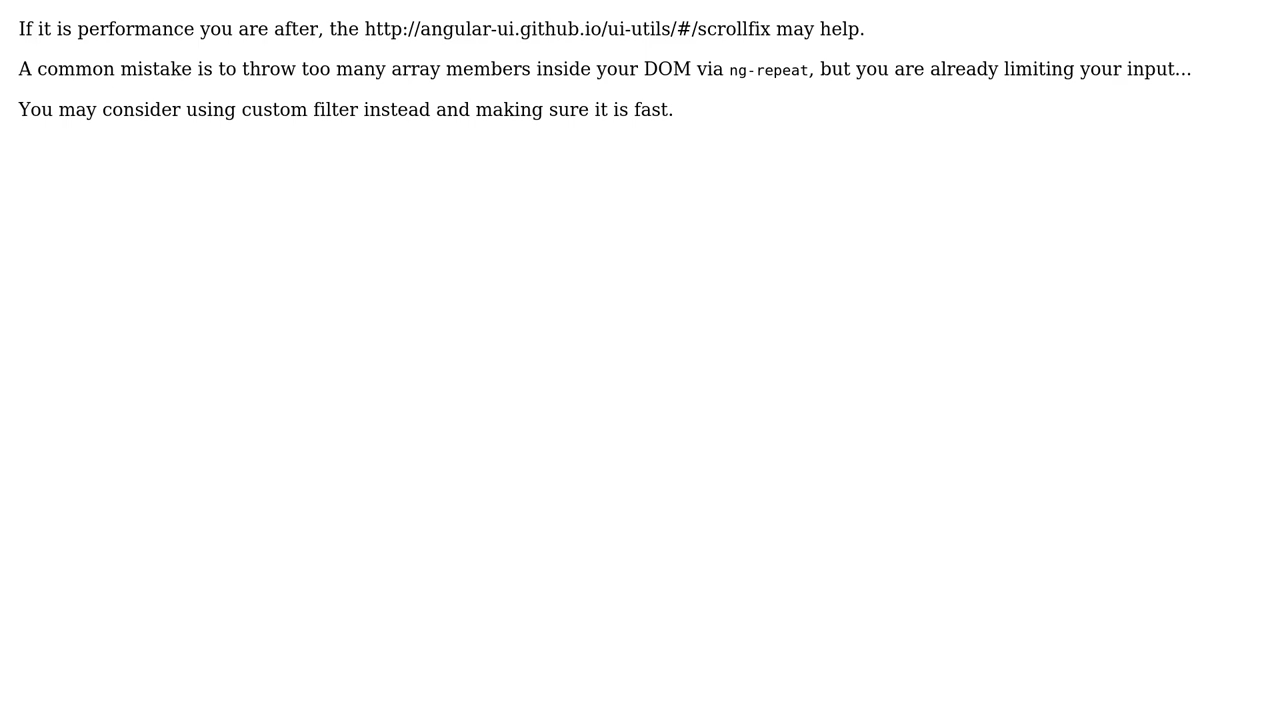 If it is performance you are after, the http://angular-ui.github.io/ui-utils/#/scrollfix may help.
A common mistake is to throw too many array members inside your DOM via ng-repeat, but you are already limiting your input...
You may consider using custom filter instead and making sure it is fast.